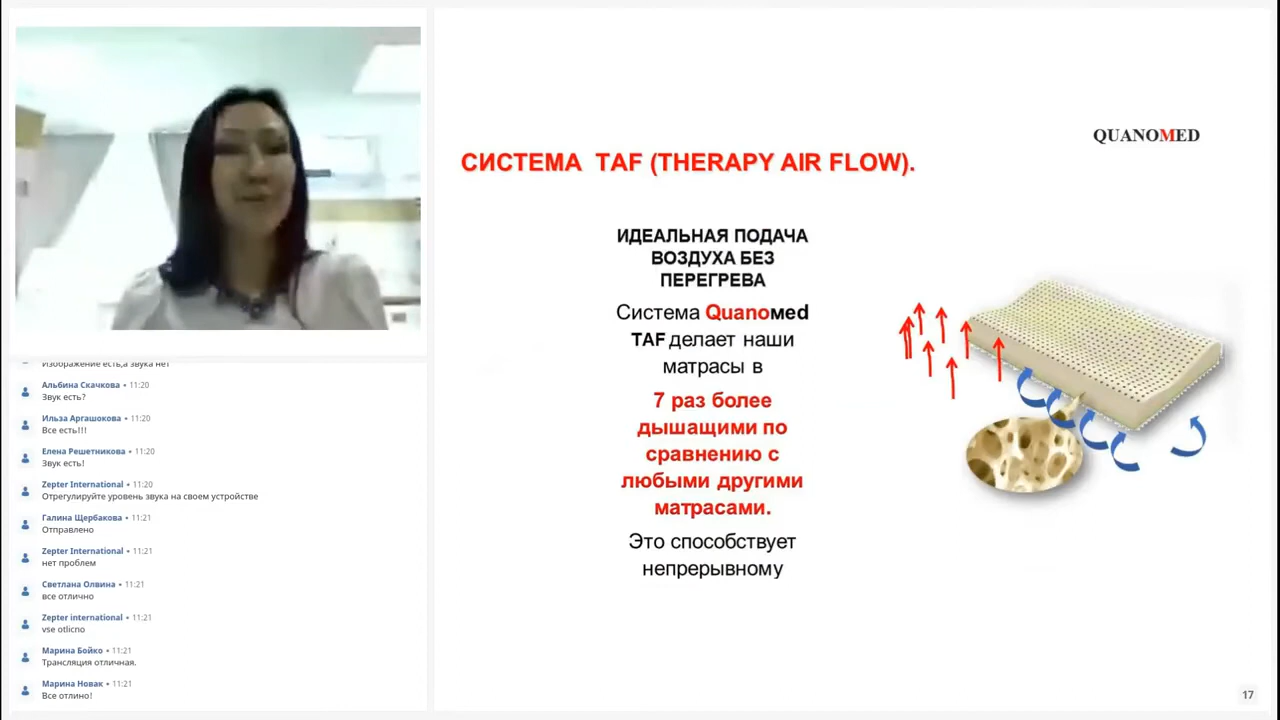 Изображение есть,а звука нет
Альбина Скачкова • 11:20
Звук есть?
Ильза Аргашокова • 11:20
Все есть!!!
Елена Решетникова • 11:20
Звук есть!
Zepter International • 11:20
Отрегулируйте уровень звука на своем устройстве
Галина Щербакова • 11:21
Отправлено
Zepter International • 11:21
нет проблем
Светлана Олвина • 11:21
все отлично
Zepter international • 11:21
vse otlicno
Марина Бойко • 11:21
Трансляция отличная.
Марина Новак • 11:21
Все отлино!
QUANOMED
СИСТЕМА TAF (THERAPY AIR FLOW).
ИДЕАЛЬНАЯ ПОДАЧА
ВОЗДУХА БЕЗ
ПЕРЕГРЕВА
Система Quanoмed
TAF делает наши
матрасы в
7 раз более
дышащими по
сравнению с
любыми другими
матрасами.
Это способствует
непрерывному
17